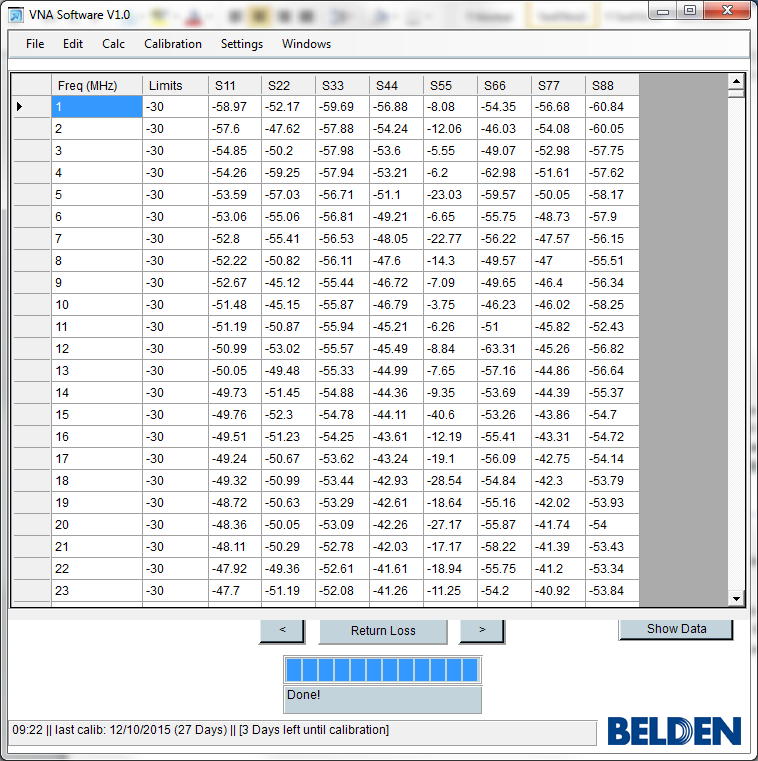 VNA Software V1.0
File Edit Calc Calibration Settings Windows
Freq (MHz) Limits S11 S22 S33 S44 S55 S66 S77 S88
1 -30 -58.97 -52.17 -59.69 -56.88 -8.08 -54.35 -56.68 -60.84
2 -30 -57.6 -47.62 -57.88 -54.24 -12.06 -46.03 -54.08 -60.05
3 -30 -54.85 -50.2 -57.98 -53.6 -5.55 -49.07 -52.98 -57.75
4 -30 -54.26 -59.25 -57.94 -53.21 -6.2 -62.98 -51.61 -57.62
5 -30 -53.59 -57.03 -56.71 -51.1 -23.03 -59.57 -50.05 -58.17
6 -30 -53.06 -55.06 -56.81 -49.21 -6.65 -55.75 -48.73 -57.9
7 -30 -52.8 -55.41 -56.53 -48.05 -22.77 -56.22 -47.57 -56.15
8 -30 -52.22 -50.82 -56.11 -47.6 -14.3 -49.57 -47 -55.51
9 -30 -52.67 -45.12 -55.44 -46.72 -7.09 -49.65 -46.4 -56.34
10 -30 -51.48 -45.15 -55.87 -46.79 -3.75 -46.23 -46.02 -58.25
11 -30 -51.19 -50.87 -55.94 -45.21 -6.26 -51 -45.82 -52.43
12 -30 -50.99 -53.02 -55.57 -45.49 -8.84 -63.31 -45.26 -56.82
13 -30 -50.05 -49.48 -55.33 -44.99 -7.65 -57.16 -44.86 -56.64
14 -30 -49.73 -51.45 -54.88 -44.36 -9.35 -53.69 -44.39 -55.37
15 -30 -49.76 -52.3 -54.78 -44.11 -40.6 -53.26 -43.86 -54.7
16 -30 -49.51 -51.23 -54.25 -43.61 -12.19 -55.41 -43.31 -54.72
17 -30 -49.24 -50.67 -53.62 -43.24 -19.1 -56.09 -42.75 -54.14
18 -30 -49.32 -50.99 -53.44 -42.93 -28.54 -54.84 -42.3 -53.79
19 -30 -48.72 -50.63 -53.29 -42.61 -18.64 -55.16 -42.02 -53.93
20 -30 -48.36 -50.05 -53.09 -42.26 -27.17 -55.87 -41.74 -54
21 -30 -48.11 -50.29 -52.78 -42.03 -17.17 -58.22 -41.39 -53.43
22 -30 -47.92 -49.36 -52.61 -41.61 -18.94 -55.75 -41.2 -53.34
23 -30 -47.7 -51.19 -52.08 -41.26 -11.25 -54.2 -40.92 -53.84
< Return Loss > Show Data
Done!
09:22 || last calib: 12/10/2015 (27 Days) || [3 Days left until calibration]
BELDEN